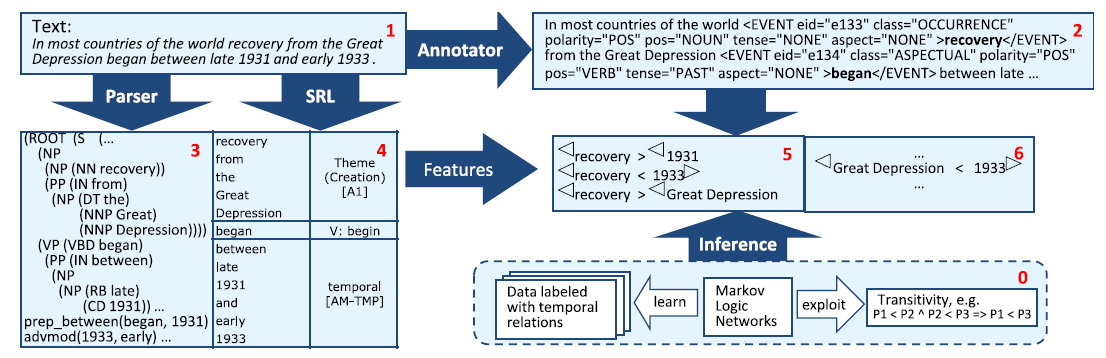 Text:
1
In most countries of the world recovery from the Great
Depression began between late 1931 and early 1933 .
Annotator
In most countries of the world <EVENT eid="e133" class="OCCURRENCE"
2
polarity="POS" pos="NOUN" tense="NONE" aspect="NONE" >recovery</EVENT>
from the Great Depression <EVENT eid="e134" class="ASPECTUAL" polarity="POS"
pos="VERB" tense="PAST" aspect="NONE" >began</EVENT> between late ...
Parser
SRL
(ROOT (S (...
3
(NP
(NP (NN recovery))
(PP (IN from)
(NP (DT the)
(NNP Great)
(NNP Depression))))
(VP (VBD began)
(PP (IN between)
(NP
(NP (RB late)
(CD 1931)) ...
prep_between(began, 1931)
advmod(1933, early) ...
recovery
from
the
Great
Depression
began
between
late
1931
and
early
1933
4
Theme
(Creation)
[A1]
V: begin
temporal
[AM-TMP]
Features
5
◁recovery > ◁1931
◁recovery < 1933▷
◁recovery > ◁Great Depression
6
...
◁Great Depression < 1933▷
...
Inference
0
Data labeled
with temporal
relations
learn
Markov
Logic
Networks
exploit
Transitivity, e.g.
P1 < P2 ^ P2 < P3 => P1 < P3